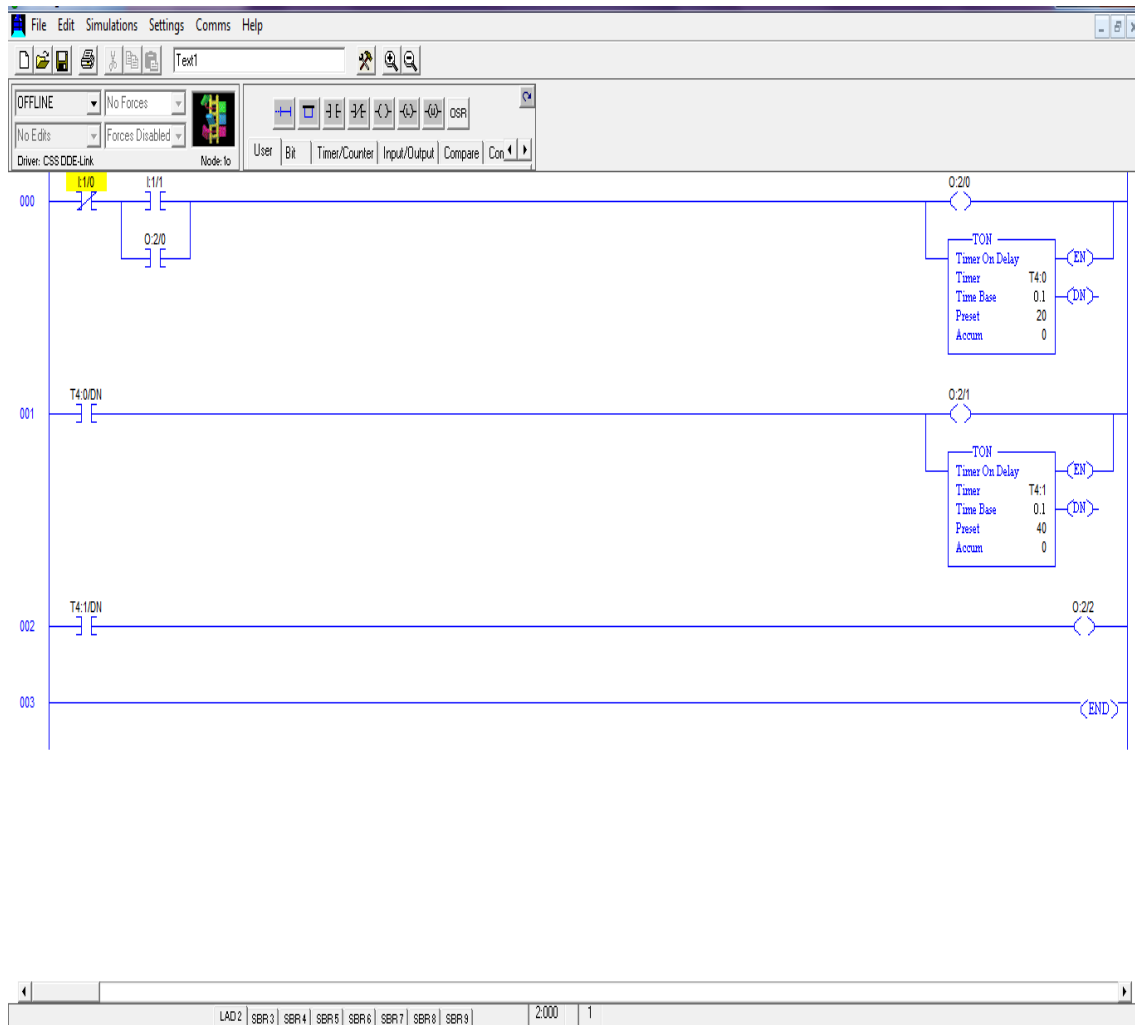 File Edit Simulations Settings Comms Help
Text1
OFFLINE No Forces
No Edits Forces Disabled
Driver: CSS DDE-Link Node: 1o
OSR
User Bit Timer/Counter Input/Output Compare Con
I:1/0 I:1/1 O:2/0
000
O:2/0
TON
Timer On Delay (EN)
Timer T4:0
Time Base 0.1 (DN)
Preset 20
Accum 0
T4:0/DN O:2/1
001
TON
Timer On Delay (EN)
Timer T4:1
Time Base 0.1 (DN)
Preset 40
Accum 0
T4:1/DN O:2/2
002
003 (END)
LAD 2 SBR 3 SBR 4 SBR 5 SBR 6 SBR 7 SBR 8 SBR 9 2:000 1